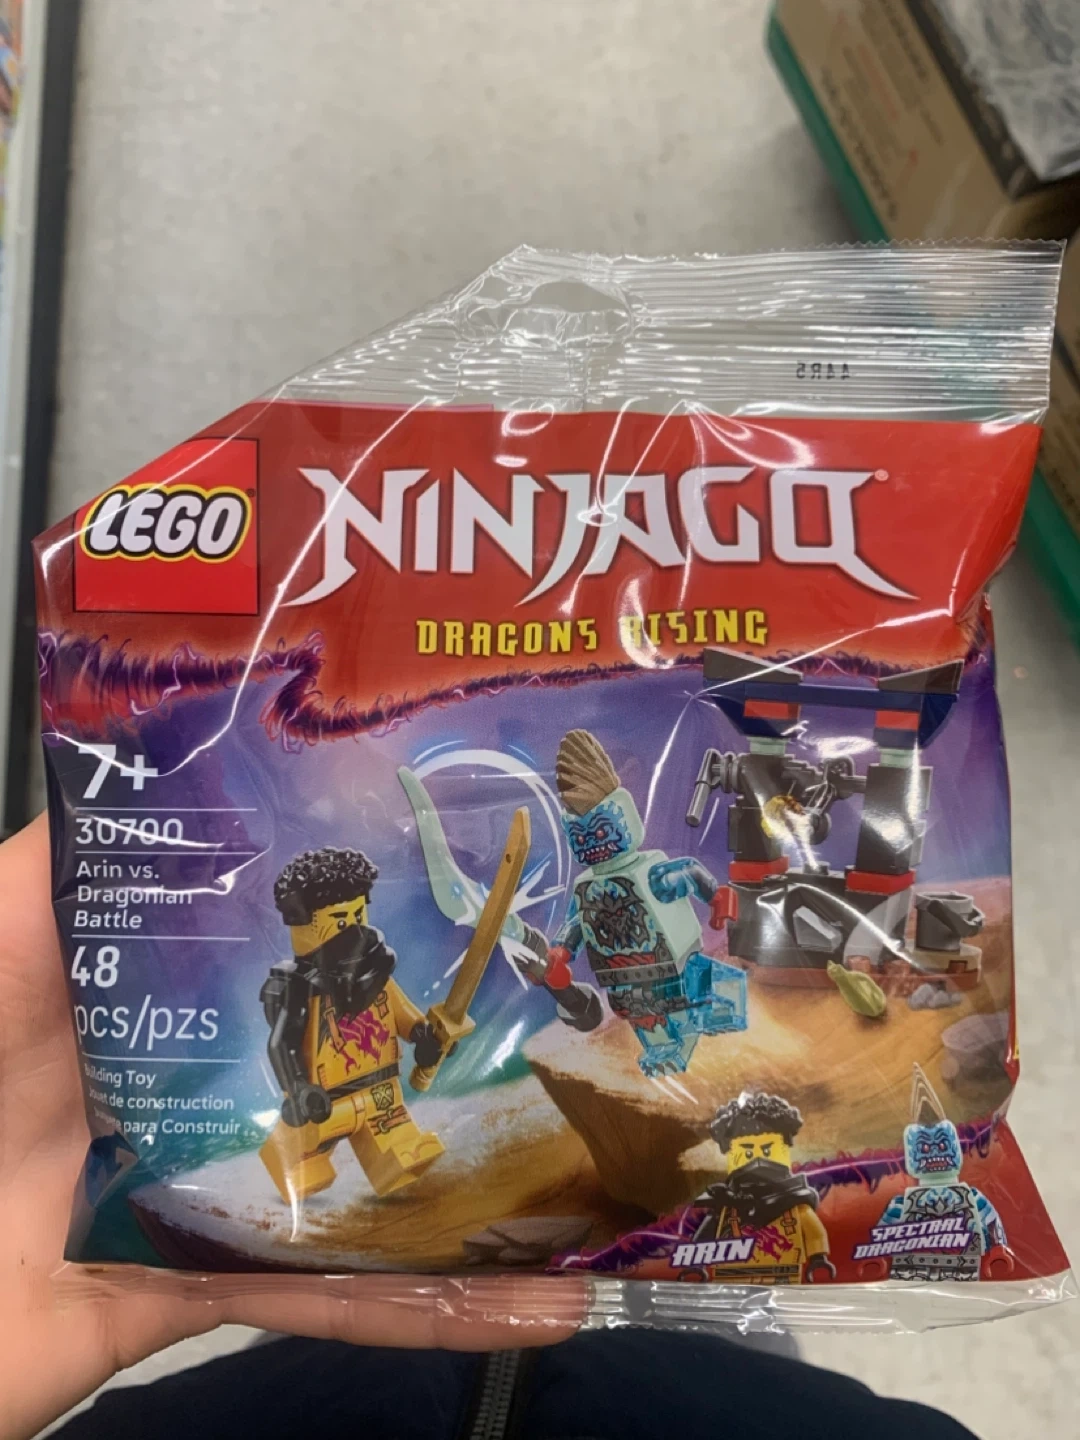 44R5
LEGO
NINJAGO®
DRAGONS RISING
7+
30700
Arin vs.
Dragonian
Battle
48
pcs/pzs
Building Toy
Jouet de construction
para Construir
ARIN
SPECTRAL
DRAGONIAN